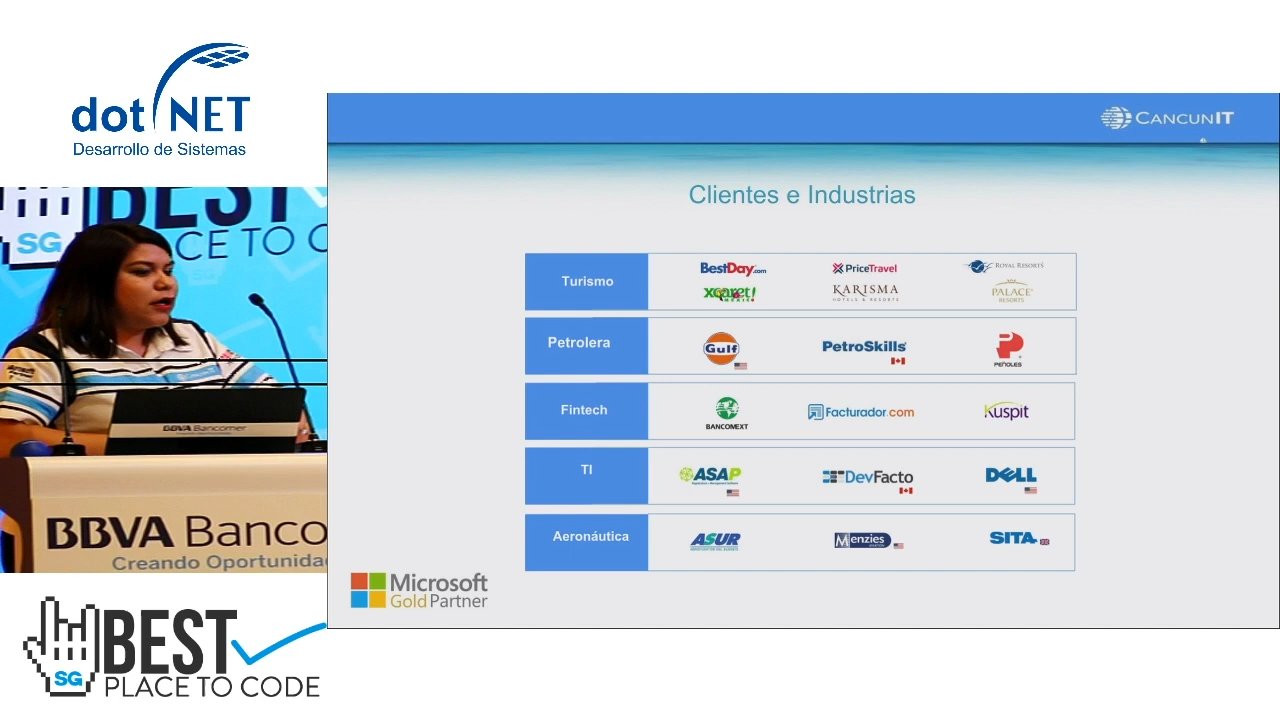 dotNET
Desarrollo de Sistemas
BEST
SG
PLACE TO C
BBVA Bancomer
BBVA Banco
Creando Oportunida
BEST
SG
PLACE TO CODE
CANCUNIT
Clientes e Industrias
Turismo
BestDay.com
PriceTravel
ROYAL RESORTS
xcaret!
MEXICO
KARISMA
HOTELS & RESORTS
PALACE
RESORTS
Petrolera
Gulf
PetroSkills
PEÑOLES
Fintech
BANCOMEXT
Facturador.com
Kuspit
TI
ASAP
DevFacto
DELL
Aeronáutica
ASUR
Menzies
SITA
Microsoft
Gold Partner